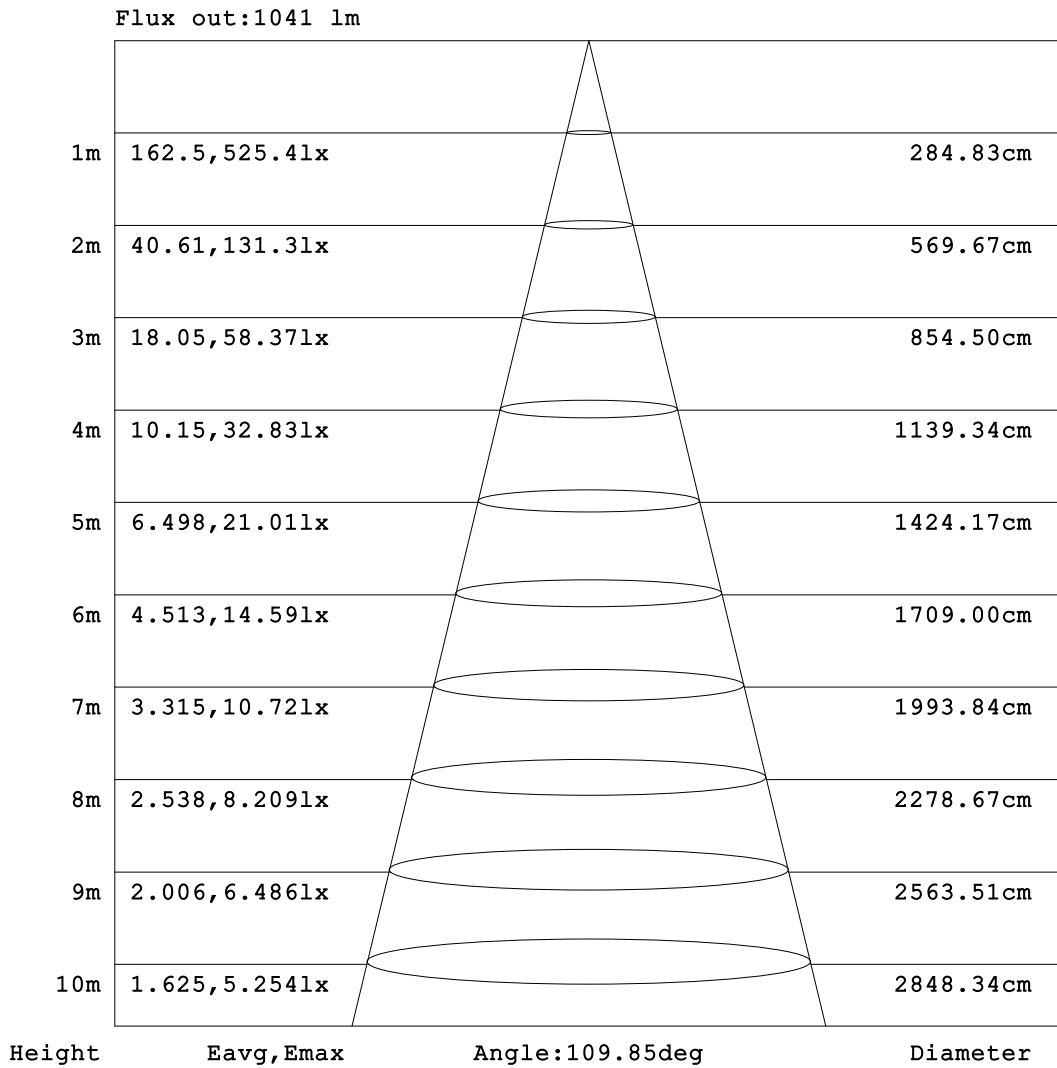 Flux out:1041 lm
1m 162.5,525.4lx 284.83cm
2m 40.61,131.3lx 569.67cm
3m 18.05,58.37lx 854.50cm
4m 10.15,32.83lx 1139.34cm
5m 6.498,21.01lx 1424.17cm
6m 4.513,14.59lx 1709.00cm
7m 3.315,10.72lx 1993.84cm
8m 2.538,8.209lx 2278.67cm
9m 2.006,6.486lx 2563.51cm
10m 1.625,5.254lx 2848.34cm
Height Eavg,Emax Angle:109.85deg Diameter